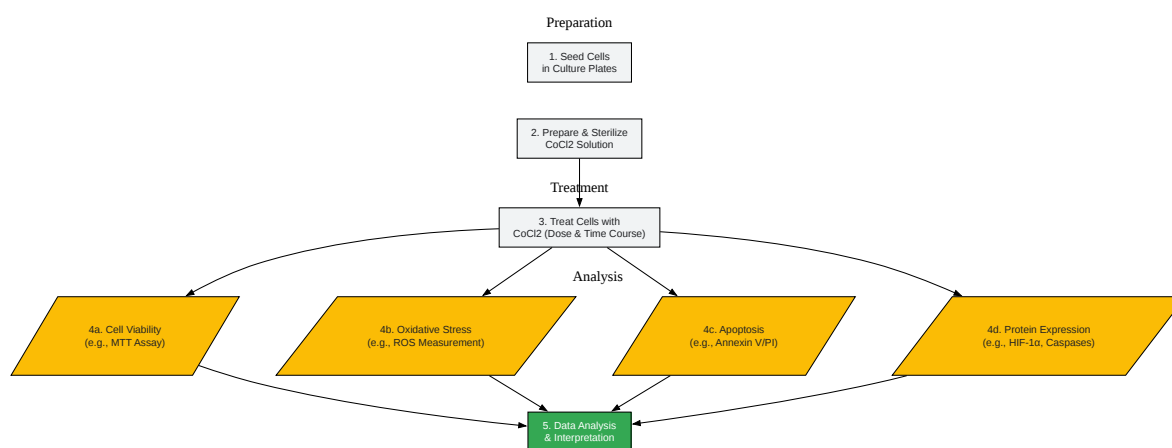 Preparation
1. Seed Cells
in Culture Plates
2. Prepare & Sterilize
CoCl2 Solution
Treatment
3. Treat Cells with
CoCl2 (Dose & Time Course)
Analysis
4a. Cell Viability
(e.g., MTT Assay)
4b. Oxidative Stress
(e.g., ROS Measurement)
4c. Apoptosis
(e.g., Annexin V/PI)
4d. Protein Expression
(e.g., HIF-1α, Caspases)
5. Data Analysis
& Interpretation